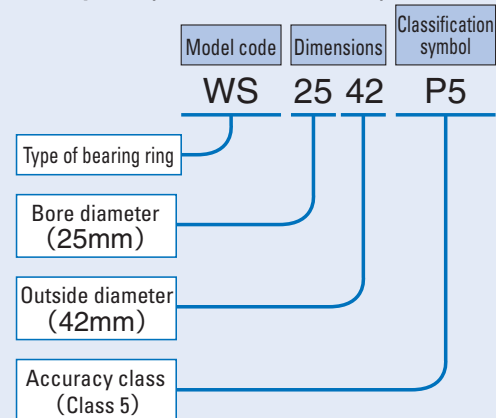 Model code
Dimensions
Classification
symbol
WS 25 42 P5
Type of bearing ring
Bore diameter
(25mm)
Outside diameter
(42mm)
Accuracy class
(Class 5)